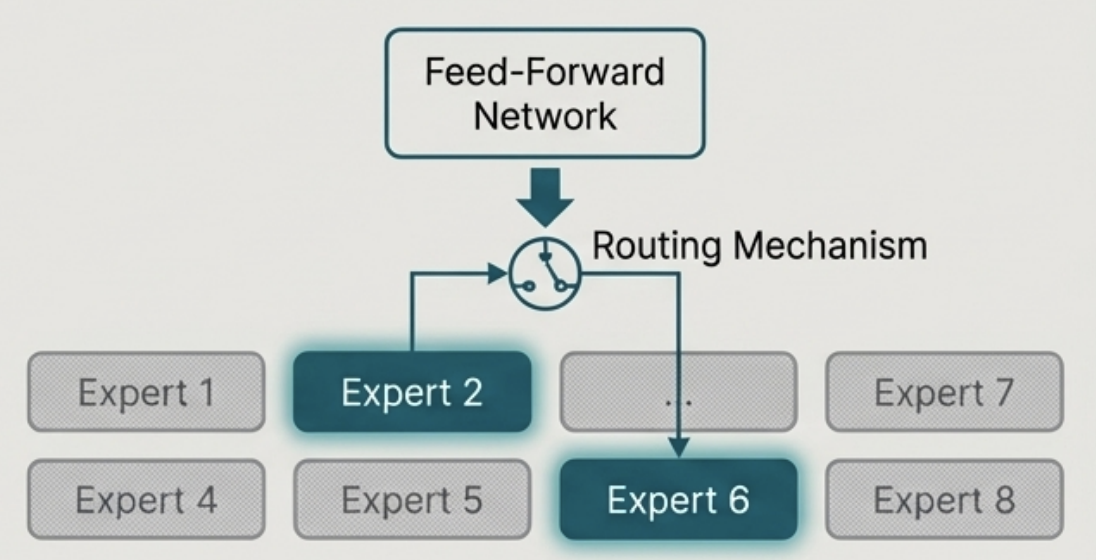 Feed-Forward
Network
Routing Mechanism
Expert 1
Expert 2
...
Expert 7
Expert 4
Expert 5
Expert 6
Expert 8